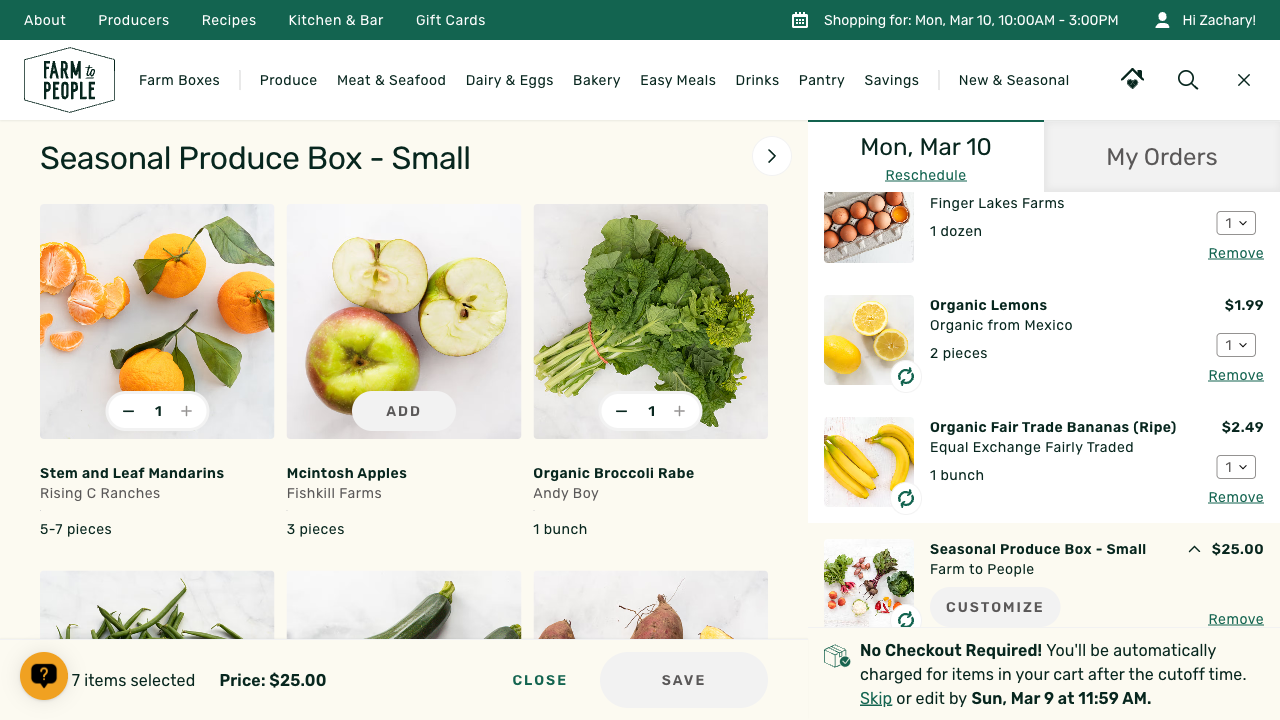 About
Producers
Recipes
Kitchen & Bar
Gift Cards
Shopping for: Mon, Mar 10, 10:00AM - 3:00PM
Hi Zachary!
FARM to
PEOPLE
Farm Boxes
Produce
Meat & Seafood
Dairy & Eggs
Bakery
Easy Meals
Drinks
Pantry
Savings
New & Seasonal
Seasonal Produce Box - Small
1
ADD
1
Stem and Leaf Mandarins
Rising C Ranches
5-7 pieces
Mcintosh Apples
Fishkill Farms
3 pieces
Organic Broccoli Rabe
Andy Boy
1 bunch
7 items selected
Price: $25.00
CLOSE
SAVE
Mon, Mar 10
Reschedule
My Orders
Finger Lakes Farms
1 dozen
1
Remove
Organic Lemons
$1.99
Organic from Mexico
2 pieces
1
Remove
Organic Fair Trade Bananas (Ripe)
$2.49
Equal Exchange Fairly Traded
1 bunch
1
Remove
Seasonal Produce Box - Small
$25.00
Farm to People
CUSTOMIZE
Remove
No Checkout Required! You'll be automatically
charged for items in your cart after the cutoff time.
Skip or edit by Sun, Mar 9 at 11:59 AM.